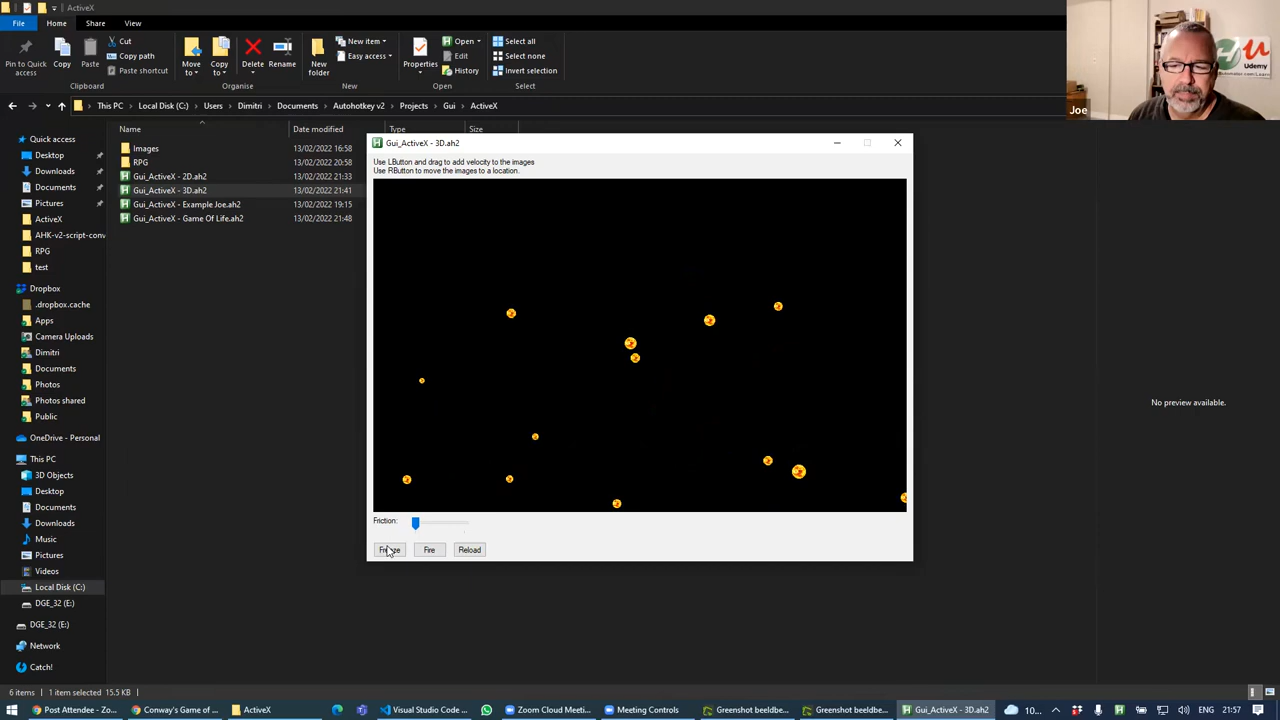 ActiveX
File
Home
Share
View
Pin to Quick access
Copy
Paste
Cut
Copy path
Paste shortcut
Move to
Copy to
Delete
Rename
New folder
New item
Easy access
Properties
Open
Edit
History
Select all
Select none
Invert selection
Clipboard
Organise
New
Open
Select
This PC
Local Disk (C:)
Users
Dimitri
Documents
Autohotkey v2
Projects
Gui
ActiveX
Quick access
Desktop
Downloads
Documents
Pictures
ActiveX
AHK-v2-script-conv
RPG
test
Dropbox
.dropbox.cache
Apps
Camera Uploads
Dimitri
Documents
Photos
Photos shared
Public
OneDrive - Personal
This PC
3D Objects
Desktop
Documents
Downloads
Music
Pictures
Videos
Local Disk (C:)
DGE_32 (E:)
DGE_32 (E:)
Network
Catch!
Name Date modified Type Size
Images 13/02/2022 16:58
RPG 13/02/2022 20:58
Gui_ActiveX - 2D.ah2 13/02/2022 21:33
Gui_ActiveX - 3D.ah2 13/02/2022 21:41
Gui_ActiveX - Example Joe.ah2 13/02/2022 19:15
Gui_ActiveX - Game Of Life.ah2 13/02/2022 21:48
Gui_ActiveX - 3D.ah2
Use LButton and drag to add velocity to the images
Use RButton to move the images to a location.
Friction:
Freeze
Fire
Reload
No preview available.
Joe
Udemy
6 items
1 item selected 15.5 KB
Post Attendee - Zo...
Conway's Game of ...
ActiveX
Visual Studio Code ...
Zoom Cloud Meeti...
Meeting Controls
Greenshot beeldbe...
Greenshot beeldbe...
Gui_ActiveX - 3D.ah2
10...
ENG
21:57